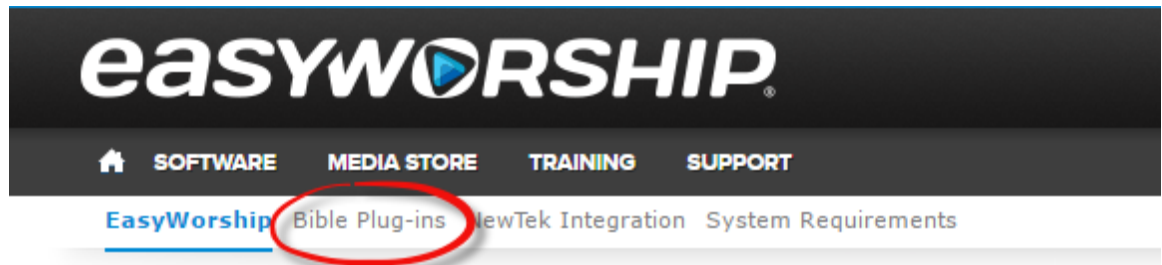 easyworship®
SOFTWARE MEDIA STORE TRAINING SUPPORT
EasyWorship Bible Plug-ins NewTek Integration System Requirements